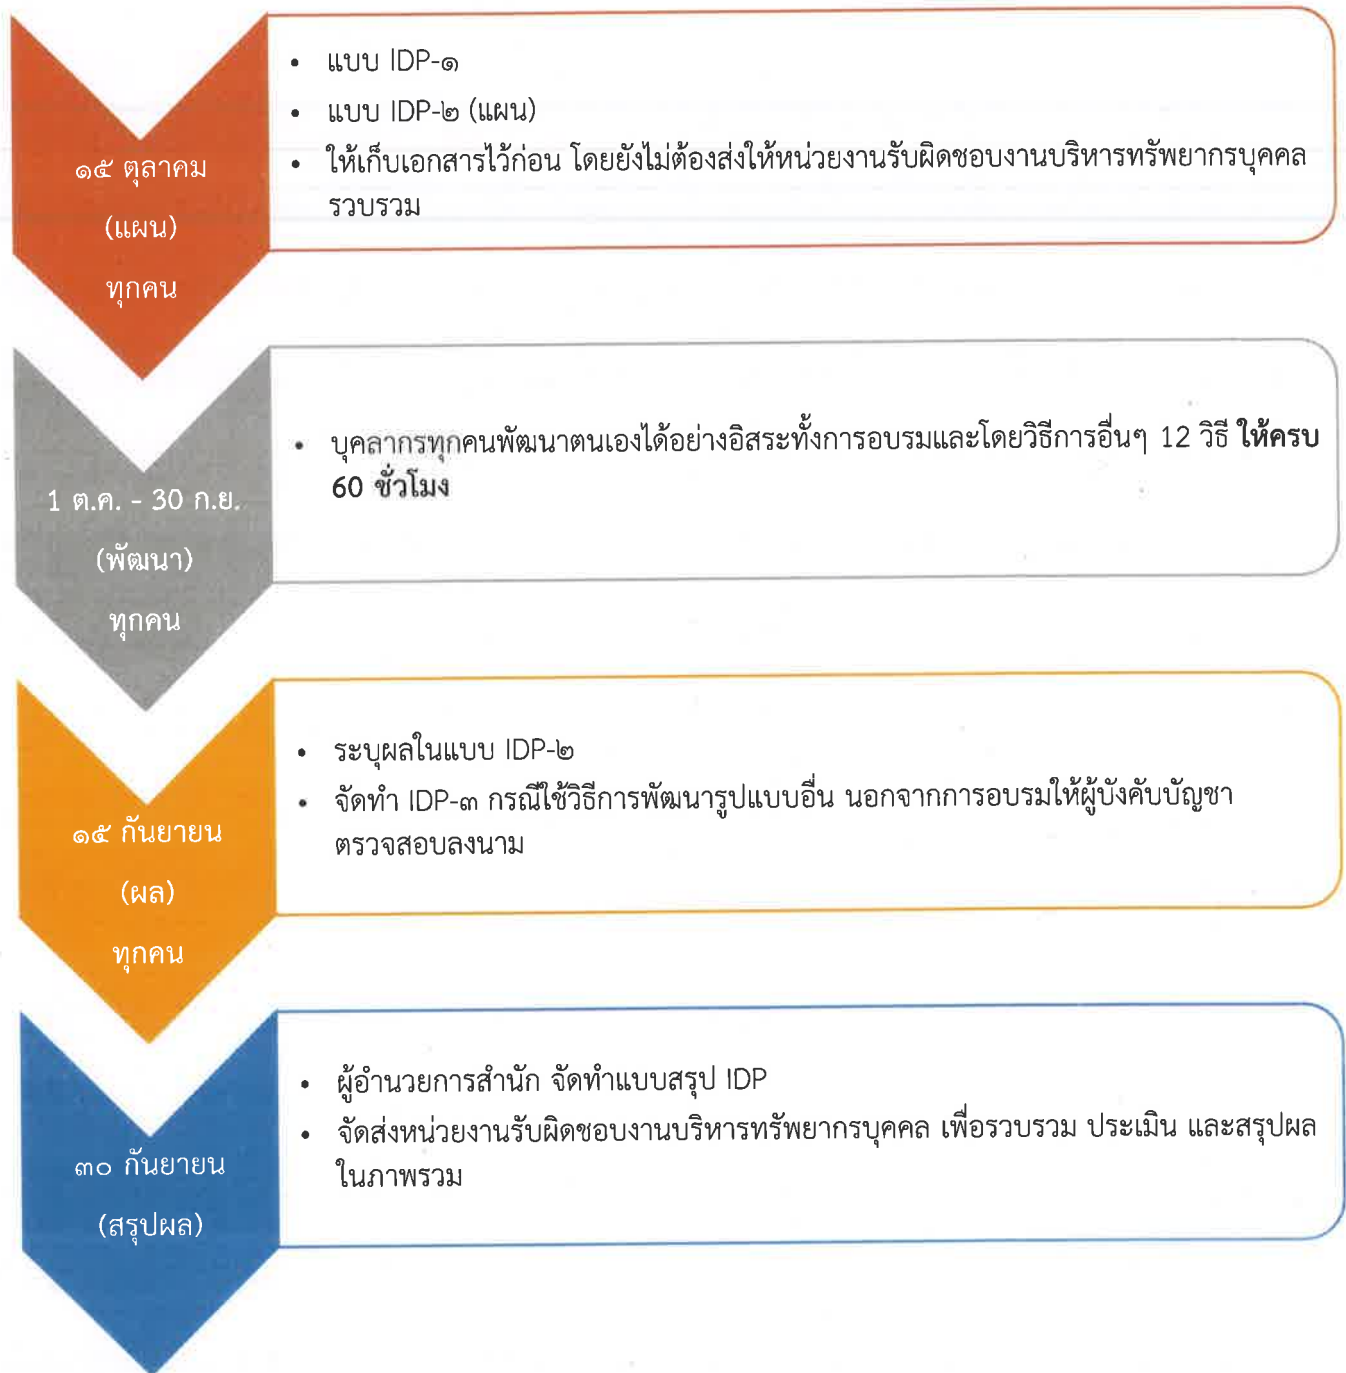 ๑๕ ตุลาคม
(แผน)
ทุกคน
• แบบ IDP-๑
• แบบ IDP-๒ (แผน)
• ให้เก็บเอกสารไว้ก่อน โดยยังไม่ต้องส่งให้หน่วยงานรับผิดชอบงานบริหารทรัพยากรบุคคล
รวบรวม
1 ต.ค. - 30 ก.ย.
(พัฒนา)
ทุกคน
• บุคลากรทุกคนพัฒนาตนเองได้อย่างอิสระทั้งการอบรมและโดยวิธีการอื่นๆ 12 วิธี ให้ครบ
60 ชั่วโมง
๑๕ กันยายน
(ผล)
ทุกคน
• ระบุผลในแบบ IDP-๒
• จัดทำ IDP-๓ กรณีใช้วิธีการพัฒนารูปแบบอื่น นอกจากการอบรมให้ผู้บังคับบัญชา
ตรวจสอบลงนาม
๓๐ กันยายน
(สรุปผล)
• ผู้อำนวยการสำนัก จัดทำแบบสรุป IDP
• จัดส่งหน่วยงานรับผิดชอบงานบริหารทรัพยากรบุคคล เพื่อรวบรวม ประเมิน และสรุปผล
ในภาพรวม